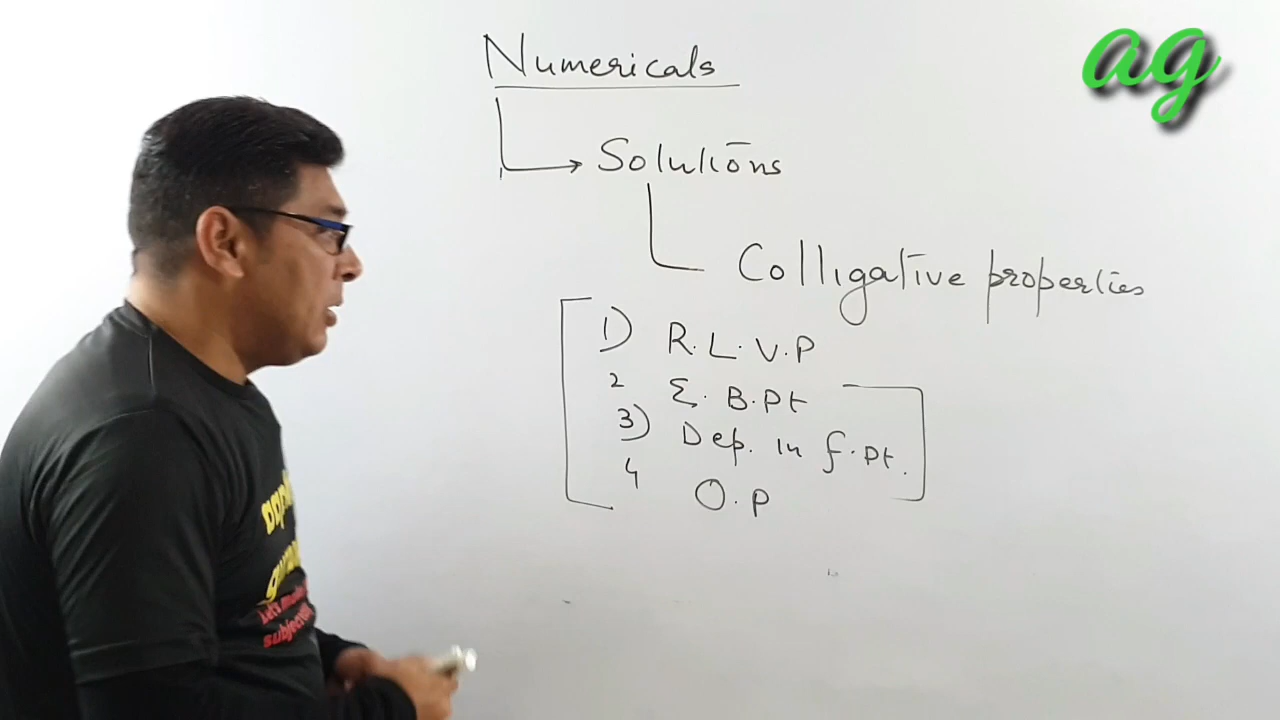 Numericals
ag
Solutions
Colligative properties
1) R.L.V.P
2 E.B.Pt
3) Dep. in f.pt.
4 O.P